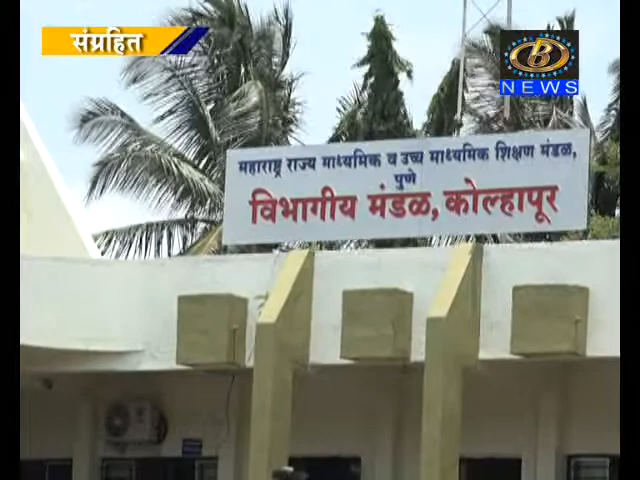 संग्रहित
B
NEWS
महाराष्ट्र राज्य माध्यमिक व उच्च माध्यमिक शिक्षण मंडळ,
पुणे
विभागीय मंडळ, कोल्हापूर